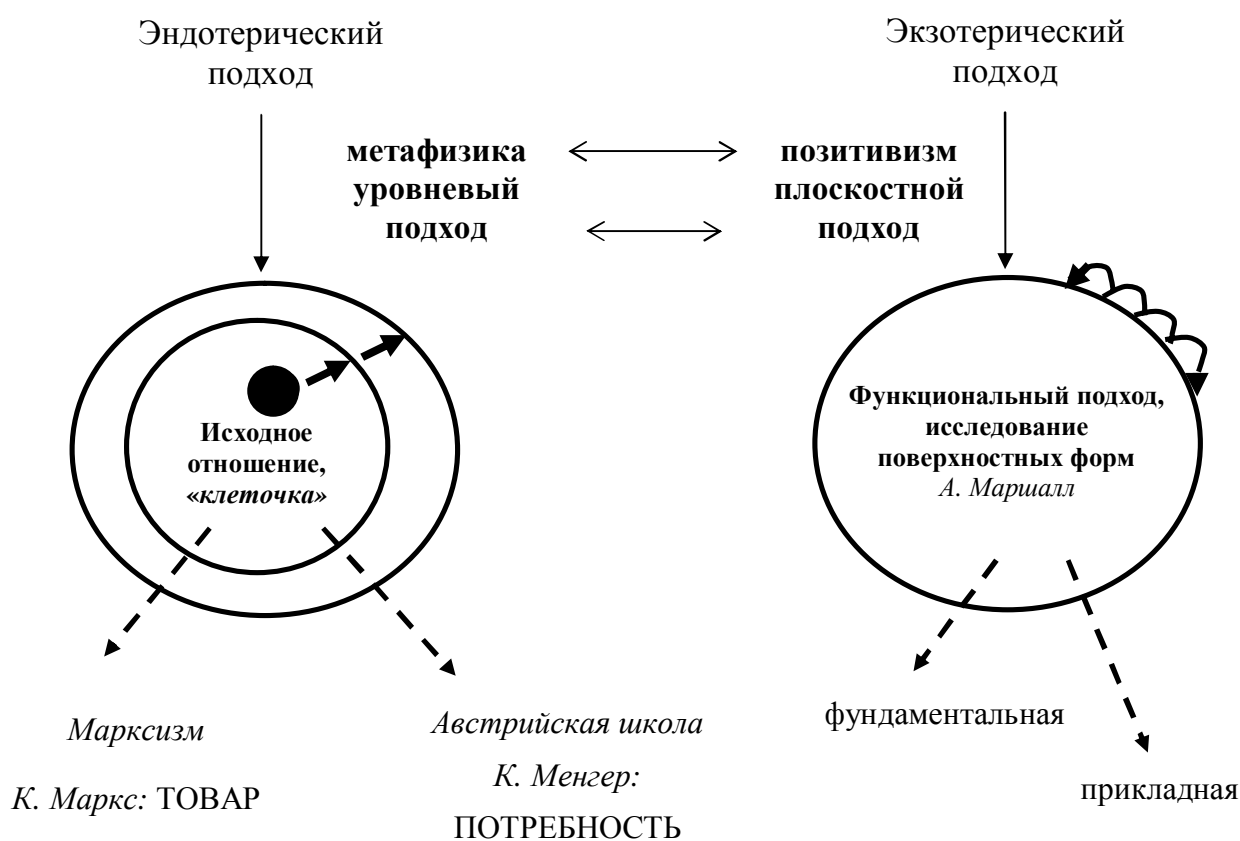 Эндотерический
подход
Экзотерический
подход
метафизика
уровневый
подход
позитивизм
плоскостной
подход
Исходное
отношение,
«клеточка»
Функциональный подход,
исследование
поверхностных форм
А. Маршалл
Марксизм
К. Маркс: ТОВАР
Австрийская школа
К. Менгер:
ПОТРЕБНОСТЬ
фундаментальная
прикладная